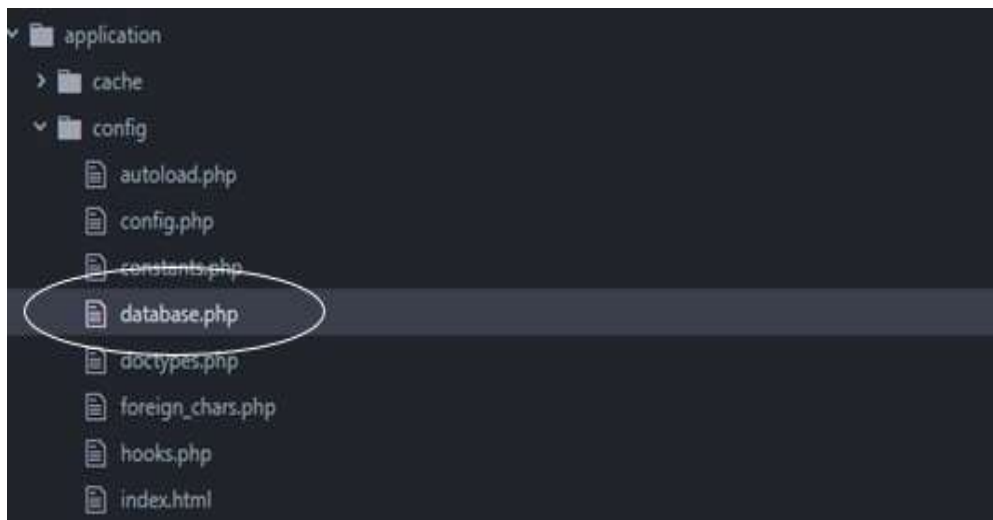 application
cache
config
autoload.php
config.php
constants.php
database.php
doctypes.php
foreign_chars.php
hooks.php
index.html